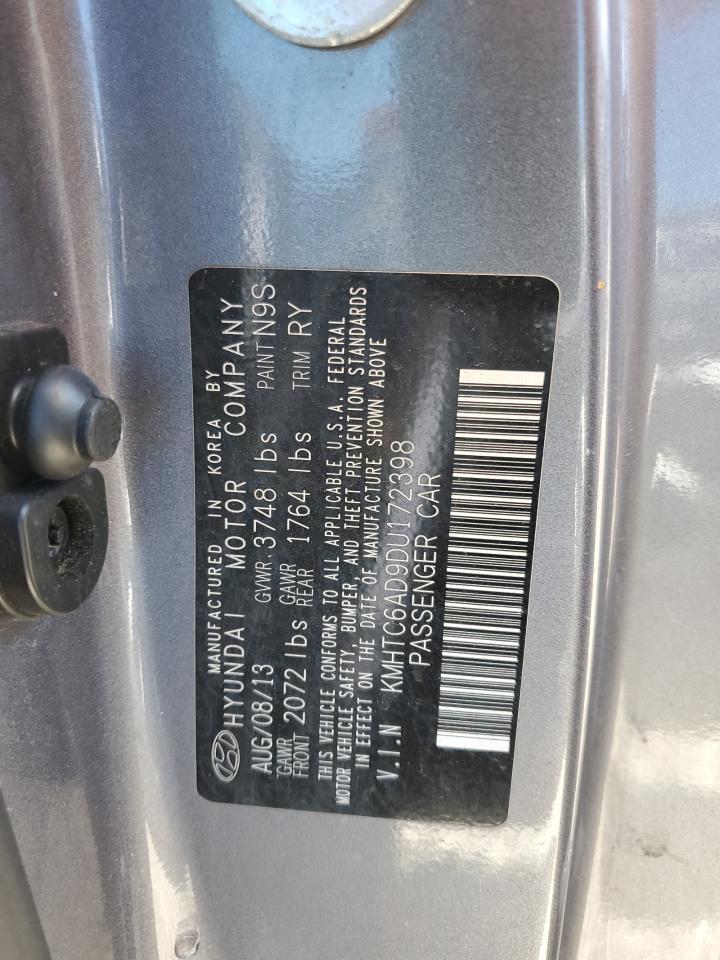 MANUFACTURED IN KOREA BY
HYUNDAI MOTOR COMPANY
AUG/08/13 GVWR 3748 lbs PAINT N9S
GAWR FRONT 2072 lbs GAWR REAR 1764 lbs TRIM RY
THIS VEHICLE CONFORMS TO ALL APPLICABLE U.S.A. FEDERAL
MOTOR VEHICLE SAFETY, BUMPER, AND THEFT PREVENTION STANDARDS
IN EFFECT ON THE DATE OF MANUFACTURE SHOWN ABOVE
V.I.N KMHTC6AD9DU172398
PASSENGER CAR